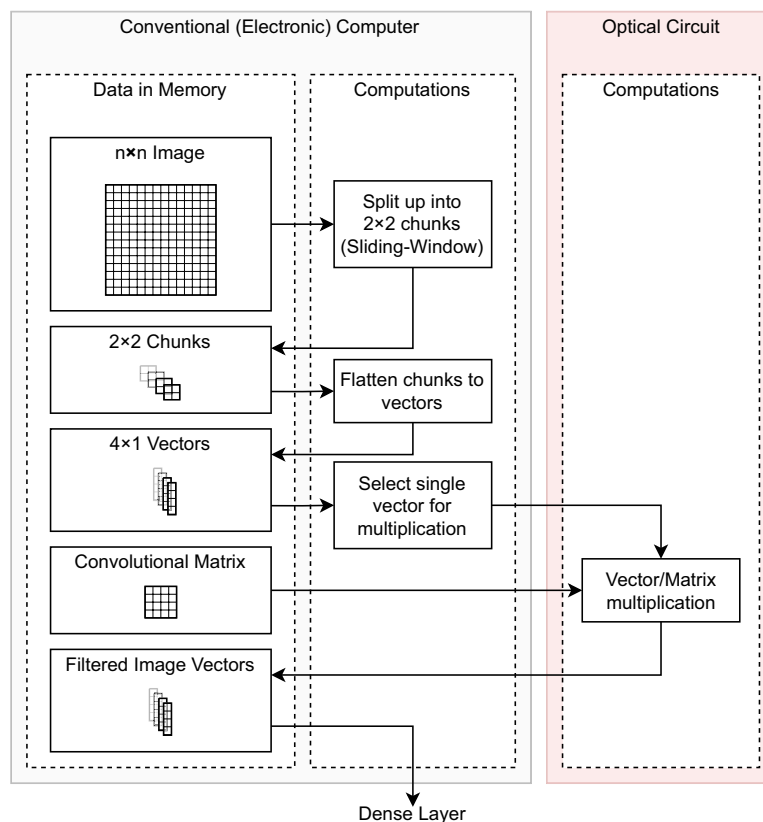 Conventional (Electronic) Computer
Optical Circuit
Data in Memory
Computations
Computations
n×n Image
Split up into
2×2 chunks
(Sliding-Window)
2×2 Chunks
Flatten chunks to
vectors
4×1 Vectors
Select single
vector for
multiplication
Convolutional Matrix
Vector/Matrix
multiplication
Filtered Image Vectors
Dense Layer